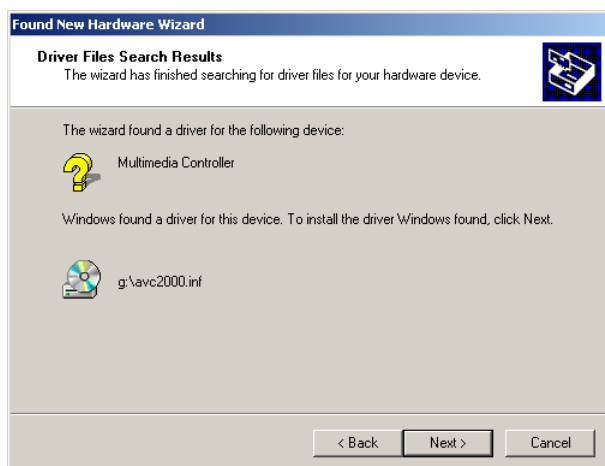 Found New Hardware Wizard
Driver Files Search Results
The wizard has finished searching for driver files for your hardware device.
The wizard found a driver for the following device:
Multimedia Controller
Windows found a driver for this device. To install the driver Windows found, click Next.
g:\avc2000.inf
< Back
Next >
Cancel